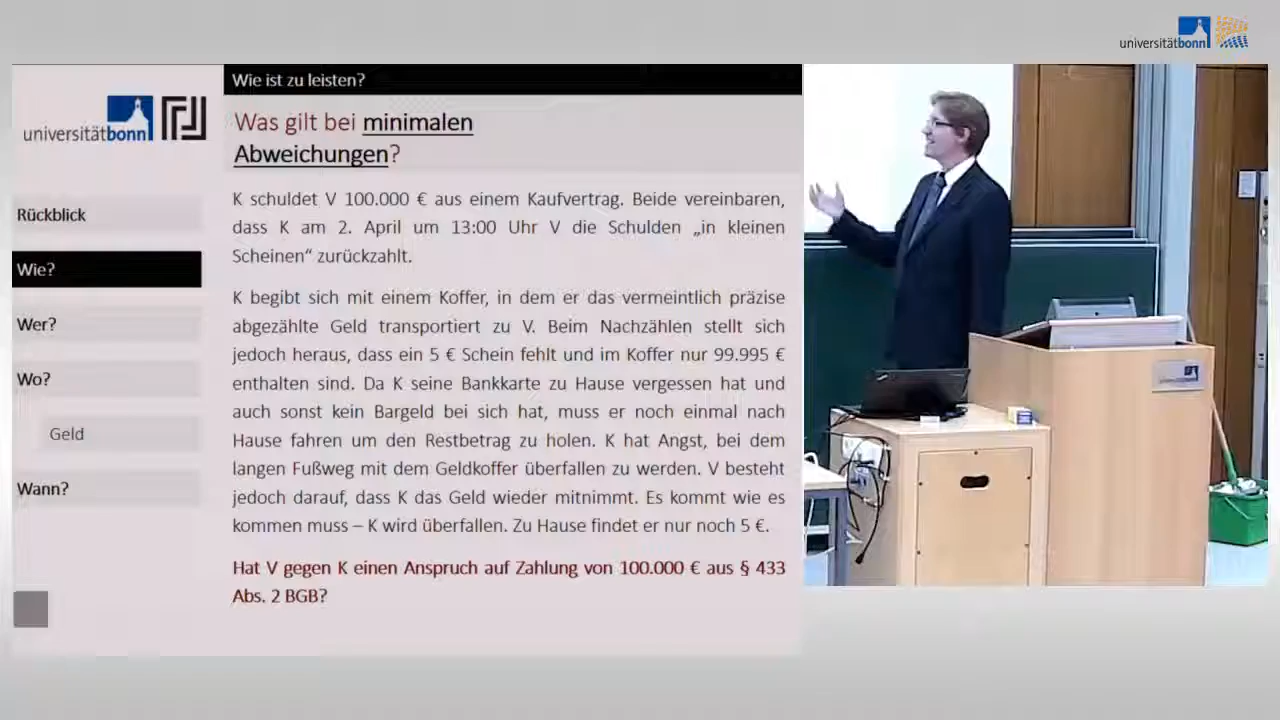 universitätbonn
Wie ist zu leisten?
universitätbonn
Was gilt bei minimalen
Abweichungen?
Rückblick
Wie?
Wer?
Wo?
Geld
Wann?
K schuldet V 100.000 € aus einem Kaufvertrag. Beide vereinbaren,
dass K am 2. April um 13:00 Uhr V die Schulden „in kleinen
Scheinen“ zurückzahlt.
K begibt sich mit einem Koffer, in dem er das vermeintlich präzise
abgezählte Geld transportiert zu V. Beim Nachzählen stellt sich
jedoch heraus, dass ein 5 € Schein fehlt und im Koffer nur 99.995 €
enthalten sind. Da K seine Bankkarte zu Hause vergessen hat und
auch sonst kein Bargeld bei sich hat, muss er noch einmal nach
Hause fahren um den Restbetrag zu holen. K hat Angst, bei dem
langen Fußweg mit dem Geldkoffer überfallen zu werden. V besteht
jedoch darauf, dass K das Geld wieder mitnimmt. Es kommt wie es
kommen muss – K wird überfallen. Zu Hause findet er nur noch 5 €.
Hat V gegen K einen Anspruch auf Zahlung von 100.000 € aus § 433
Abs. 2 BGB?